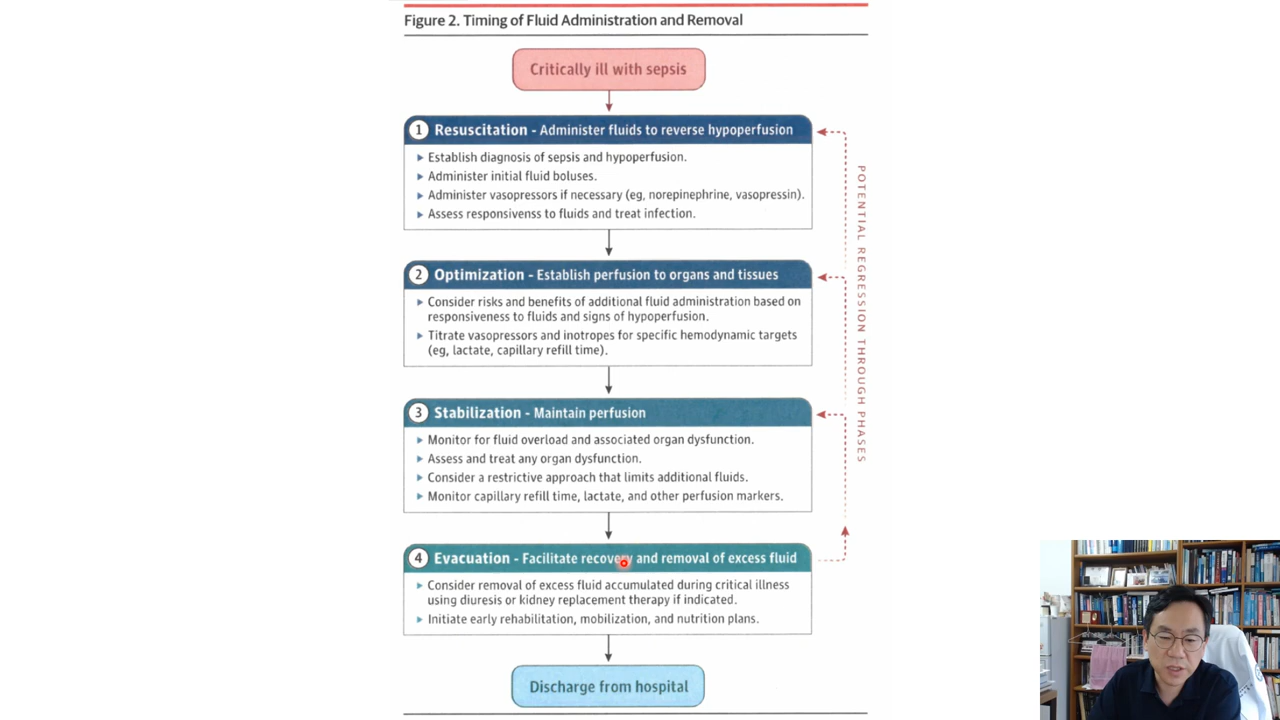 Figure 2. Timing of Fluid Administration and Removal
Critically ill with sepsis
1 Resuscitation - Administer fluids to reverse hypoperfusion
▶ Establish diagnosis of sepsis and hypoperfusion.
▶ Administer initial fluid boluses.
▶ Administer vasopressors if necessary (eg, norepinephrine, vasopressin).
▶ Assess responsivenss to fluids and treat infection.
2 Optimization - Establish perfusion to organs and tissues
▶ Consider risks and benefits of additional fluid administration based on
responsiveness to fluids and signs of hypoperfusion.
▶ Titrate vasopressors and inotropes for specific hemodynamic targets
(eg, lactate, capillary refill time).
3 Stabilization - Maintain perfusion
▶ Monitor for fluid overload and associated organ dysfunction.
▶ Assess and treat any organ dysfunction.
▶ Consider a restrictive approach that limits additional fluids.
▶ Monitor capillary refill time, lactate, and other perfusion markers.
4 Evacuation - Facilitate recovery and removal of excess fluid
▶ Consider removal of excess fluid accumulated during critical illness
using diuresis or kidney replacement therapy if indicated.
▶ Initiate early rehabilitation, mobilization, and nutrition plans.
Discharge from hospital
POTENTIAL REGRESSION THROUGH PHASES